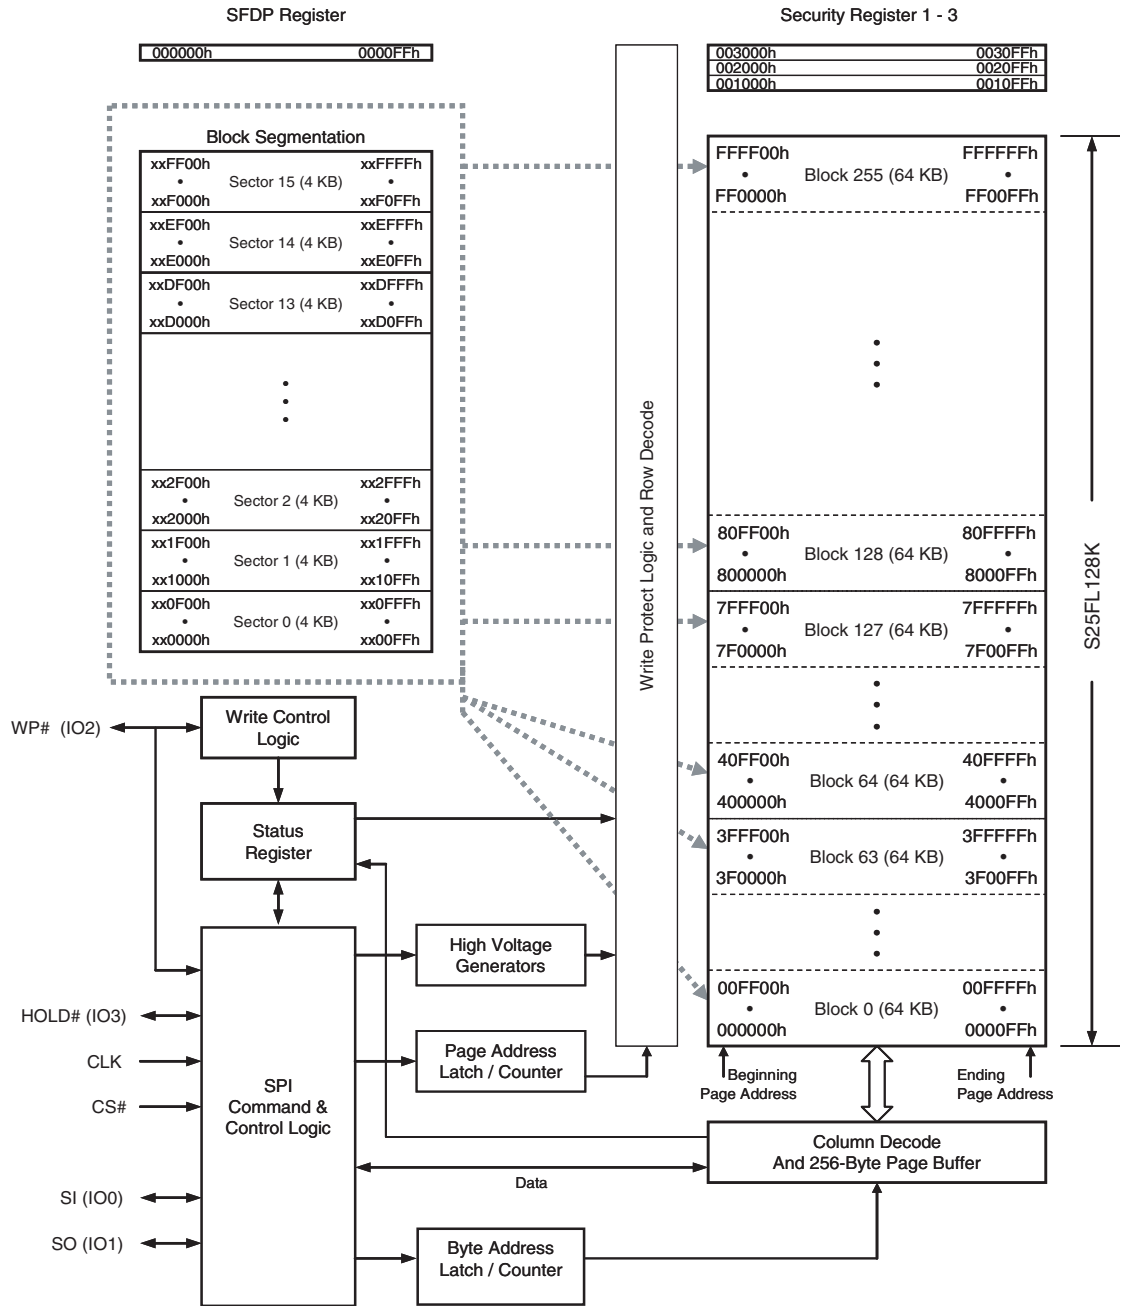 SFDP Register
000000h 0000FFh
Security Register 1 - 3
003000h 0030FFh
002000h 0020FFh
001000h 0010FFh
Block Segmentation
xxFF00h xxFFFFh
Sector 15 (4 KB)
xxF000h xxF0FFh
xxEF00h xxEFFFh
Sector 14 (4 KB)
xxE000h xxE0FFh
xxDF00h xxDFFFh
Sector 13 (4 KB)
xxD000h xxD0FFh
xx2F00h xx2FFFh
Sector 2 (4 KB)
xx2000h xx20FFh
xx1F00h xx1FFFh
Sector 1 (4 KB)
xx1000h xx10FFh
xx0F00h xx0FFFh
Sector 0 (4 KB)
xx0000h xx00FFh
Write Protect Logic and Row Decode
FFFF00h FFFFFFh
Block 255 (64 KB)
FF0000h FF00FFh
80FF00h 80FFFFh
Block 128 (64 KB)
800000h 8000FFh
7FFF00h 7FFFFFh
Block 127 (64 KB)
7F0000h 7F00FFh
40FF00h 40FFFFh
Block 64 (64 KB)
400000h 4000FFh
3FFF00h 3FFFFFh
Block 63 (64 KB)
3F0000h 3F00FFh
00FF00h 00FFFFh
Block 0 (64 KB)
000000h 0000FFh
S25FL128K
Beginning
Page Address
Ending
Page Address
WP# (IO2)
Write Control
Logic
Status
Register
High Voltage
Generators
HOLD# (IO3)
CLK
CS#
SI (IO0)
SO (IO1)
SPI
Command &
Control Logic
Page Address
Latch / Counter
Column Decode
And 256-Byte Page Buffer
Data
Byte Address
Latch / Counter